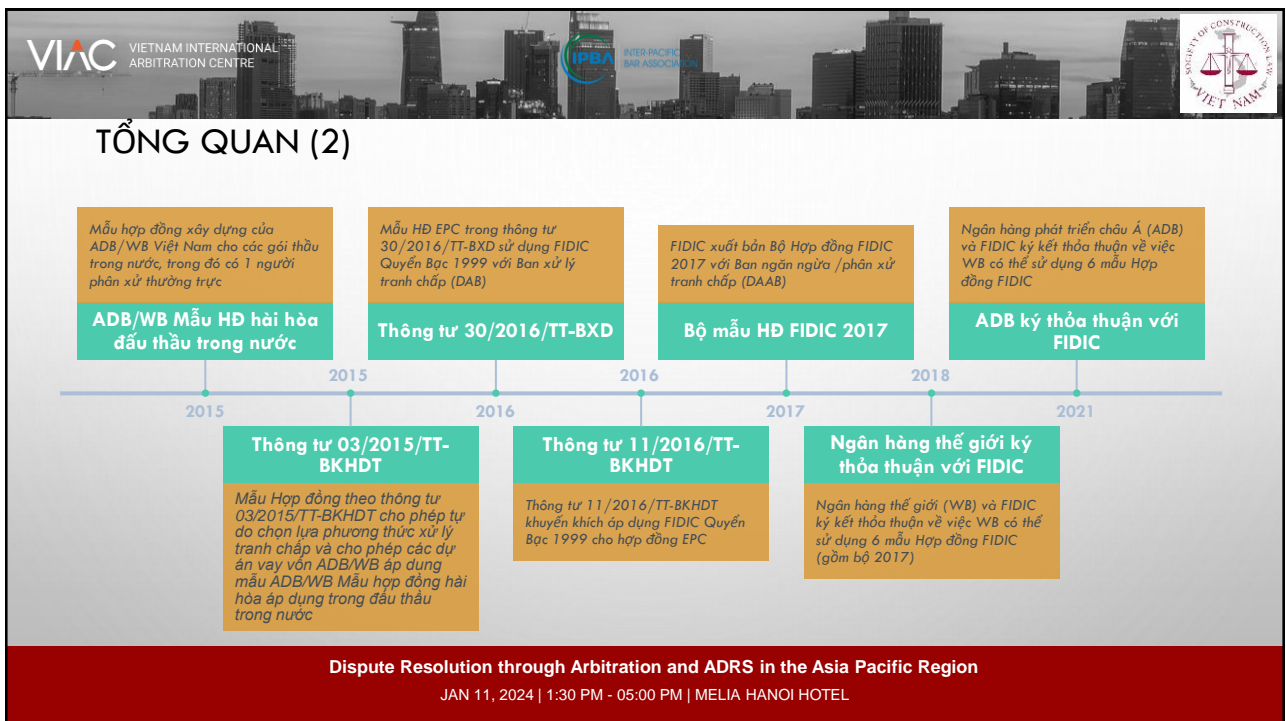 VIAC VIETNAM INTERNATIONAL
ARBITRATION CENTRE
IPBA INTER-PACIFIC
BAR ASSOCIATION
SOCIETY OF CONSTRUCTION LAW
VIET NAM
TỔNG QUAN (2)
Mẫu hợp đồng xây dựng của
ADB/WB Việt Nam cho các gói thầu
trong nước, trong đó có 1 người
phân xử thường trực
ADB/WB Mẫu HĐ hài hòa
đấu thầu trong nước
Mẫu HĐ EPC trong thông tư
30/2016/TT-BXD sử dụng FIDIC
Quyển Bạc 1999 với Ban xử lý
tranh chấp (DAB)
Thông tư 30/2016/TT-BXD
FIDIC xuất bản Bộ Hợp đồng FIDIC
2017 với Ban ngăn ngừa /phân xử
tranh chấp (DAAB)
Bộ mẫu HĐ FIDIC 2017
Ngân hàng phát triển châu Á (ADB)
và FIDIC ký kết thỏa thuận về việc
WB có thể sử dụng 6 mẫu Hợp
đồng FIDIC
ADB ký thỏa thuận với
FIDIC
2015
2016
2018
2015
2016
2017
2021
Thông tư 03/2015/TT-
BKHDT
Mẫu Hợp đồng theo thông tư
03/2015/TT-BKHDT cho phép tự
do chọn lựa phương thức xử lý
tranh chấp và cho phép các dự
án vay vốn ADB/WB áp dung
mẫu ADB/WB Mẫu hợp đồng hài
hòa áp dụng trong đấu thầu
trong nước
Thông tư 11/2016/TT-
BKHDT
Thông tư 11/2016/TT-BKHDT
khuyến khích áp dụng FIDIC Quyển
Bạc 1999 cho hợp đồng EPC
Ngân hàng thế giới ký
thỏa thuận với FIDIC
Ngân hàng thế giới (WB) và FIDIC
ký kết thỏa thuận về việc WB có thể
sử dụng 6 mẫu Hợp đồng FIDIC
(gồm bộ 2017)
Dispute Resolution through Arbitration and ADRS in the Asia Pacific Region
JAN 11, 2024 | 1:30 PM - 05:00 PM | MELIA HANOI HOTEL